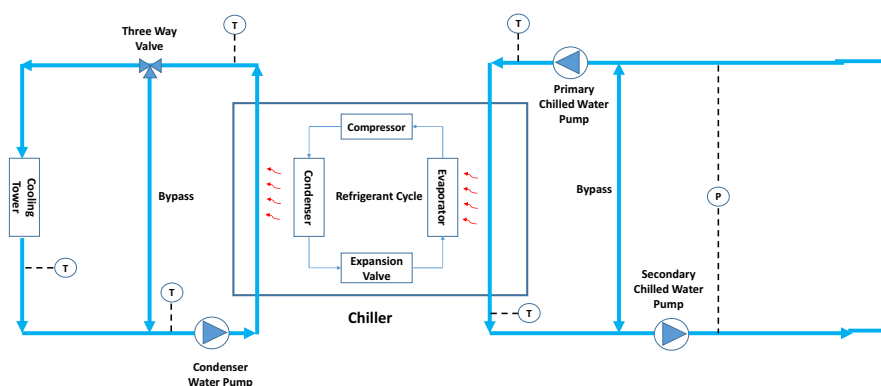 T
T
Three Way
Valve
Primary
Chilled Water
Pump
Compressor
Cooling
Tower
Bypass
Condenser
Refrigerant Cycle
Evaporator
Bypass
P
T
Expansion
Valve
Secondary
Chilled Water
Pump
T
T
Chiller
Condenser
Water Pump